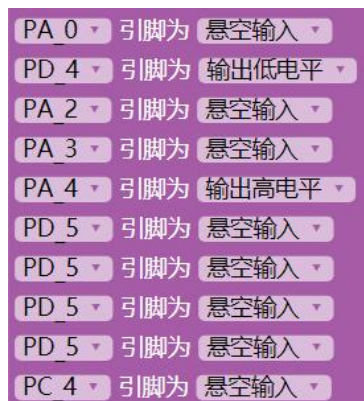 PA_0 引脚为 悬空输入
PD_4 引脚为 输出低电平
PA_2 引脚为 悬空输入
PA_3 引脚为 悬空输入
PA_4 引脚为 输出高电平
PD_5 引脚为 悬空输入
PD_5 引脚为 悬空输入
PD_5 引脚为 悬空输入
PD_5 引脚为 悬空输入
PC_4 引脚为 悬空输入